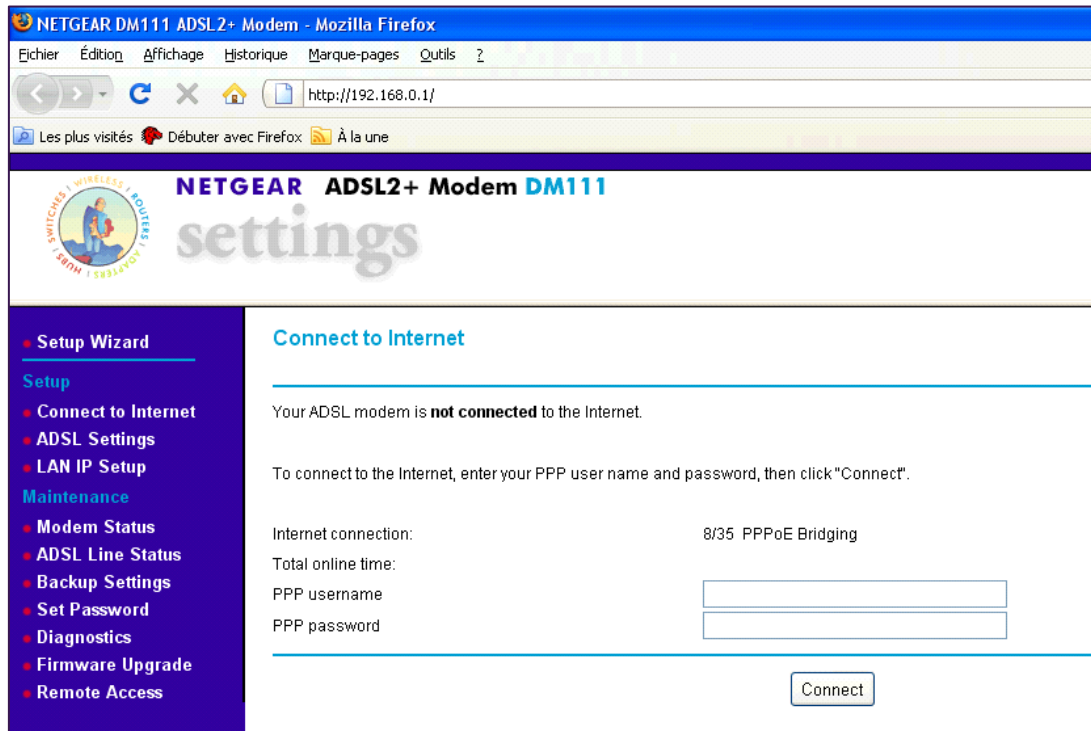 NETGEAR DM111 ADSL2+ Modem - Mozilla Firefox
Fichier Édition Affichage Historique Marque-pages Outils ?
http://192.168.0.1/
Les plus visités Débuter avec Firefox À la une
SWITCHES | WIRELESS | ROUTERS | ADAPTERS | HUBS |
NETGEAR ADSL2+ Modem DM111
settings
Setup Wizard
Setup
Connect to Internet
ADSL Settings
LAN IP Setup
Maintenance
Modem Status
ADSL Line Status
Backup Settings
Set Password
Diagnostics
Firmware Upgrade
Remote Access
Connect to Internet
Your ADSL modem is not connected to the Internet.
To connect to the Internet, enter your PPP user name and password, then click "Connect".
Internet connection: 8/35 PPPoE Bridging
Total online time:
PPP username
PPP password
Connect